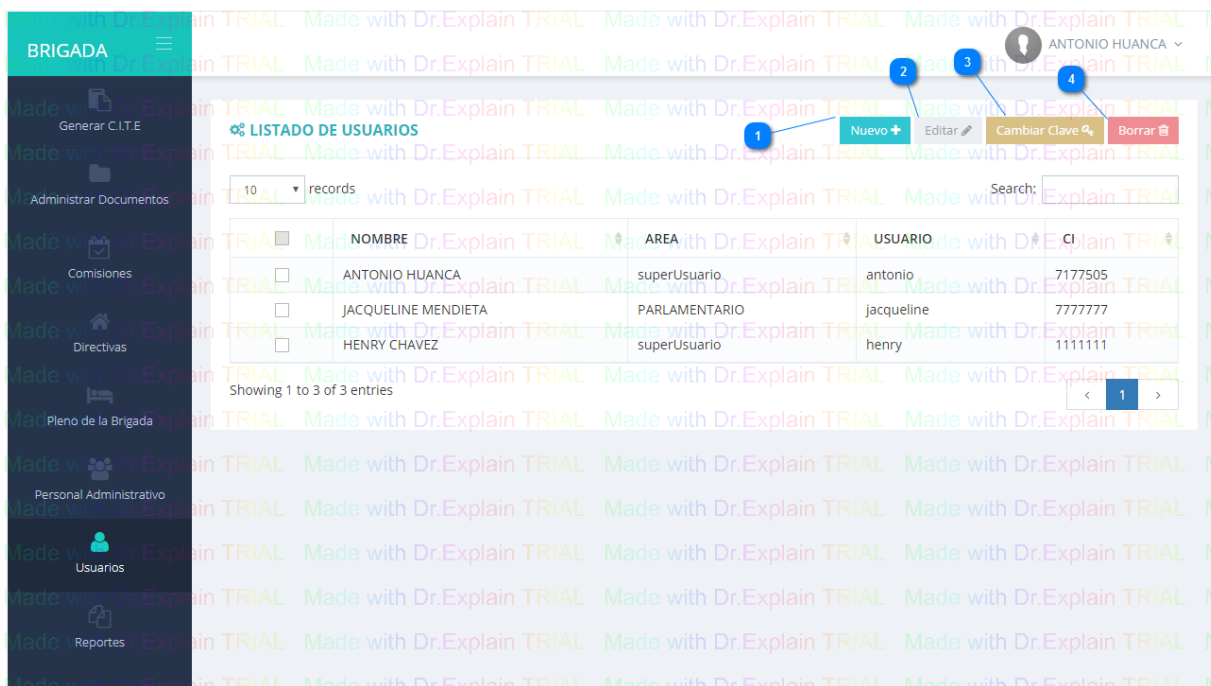 BRIGADA
ANTONIO HUANCA
1
2
3
4
LISTADO DE USUARIOS
Nuevo
Editar
Cambiar Clave
Borrar
10 records
Search:
NOMBRE AREA USUARIO CI
ANTONIO HUANCA superUsuario antonio 7177505
JACQUELINE MENDIETA PARLAMENTARIO jacqueline 7777777
HENRY CHAVEZ superUsuario henry 1111111
Showing 1 to 3 of 3 entries
< 1 >
Generar C.I.T.E
Administrar Documentos
Comisiones
Directivas
Pleno de la Brigada
Personal Administrativo
Usuarios
Reportes
Made with Dr.Explain TRIAL